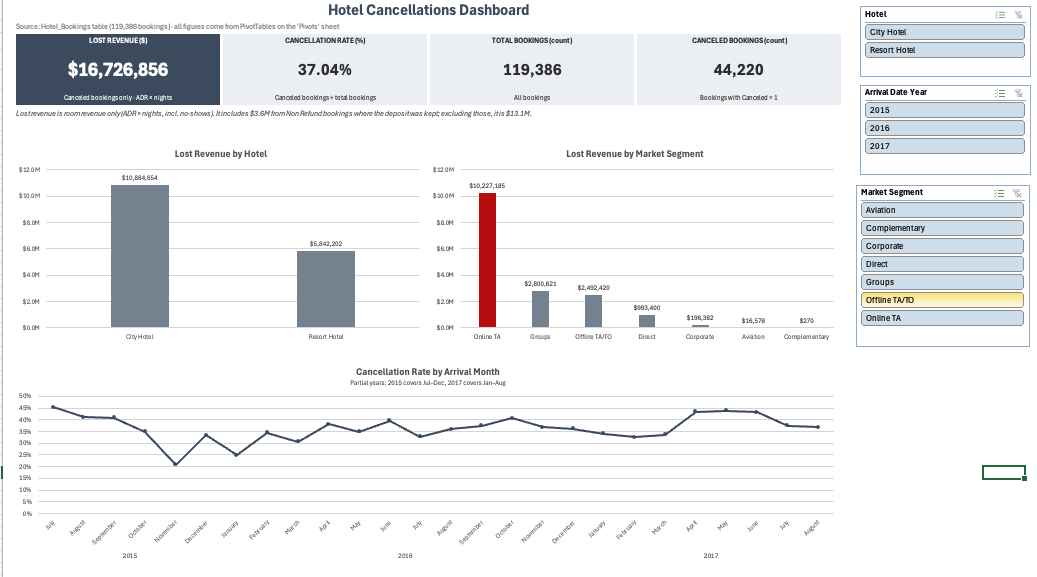 Hotel Cancellations Dashboard
Source: Hotel_Bookings table (119,386 bookings) · all figures come from PivotTables on the 'Pivots' sheet
LOST REVENUE ($)
$16,726,856
Canceled bookings only · ADR × nights
CANCELLATION RATE (%)
37.04%
Canceled bookings ÷ total bookings
TOTAL BOOKINGS (count)
119,386
All bookings
CANCELED BOOKINGS (count)
44,220
Bookings with Canceled = 1
Lost revenue is room revenue only (ADR × nights, incl. no-shows). It includes $3.6M from Non Refund bookings where the deposit was kept; excluding those, it is $13.1M.
Lost Revenue by Hotel
$12.0M
$10.0M
$8.0M
$6.0M
$4.0M
$2.0M
$0.0M
$10,884,654
$5,842,202
City Hotel
Resort Hotel
Lost Revenue by Market Segment
$12.0M
$10.0M
$8.0M
$6.0M
$4.0M
$2.0M
$0.0M
$10,227,185
$2,800,621
$2,492,420
$993,400
$196,382
$16,578
$270
Online TA
Groups
Offline TA/TO
Direct
Corporate
Aviation
Complementary
Cancellation Rate by Arrival Month
Partial years: 2015 covers Jul–Dec, 2017 covers Jan–Aug
50%
45%
40%
35%
30%
25%
20%
15%
10%
5%
0%
July
August
September
October
November
December
January
February
March
April
May
June
July
August
September
October
November
December
January
February
March
April
May
June
July
August
2015
2016
2017
Hotel
City Hotel
Resort Hotel
Arrival Date Year
2015
2016
2017
Market Segment
Aviation
Complementary
Corporate
Direct
Groups
Offline TA/TO
Online TA